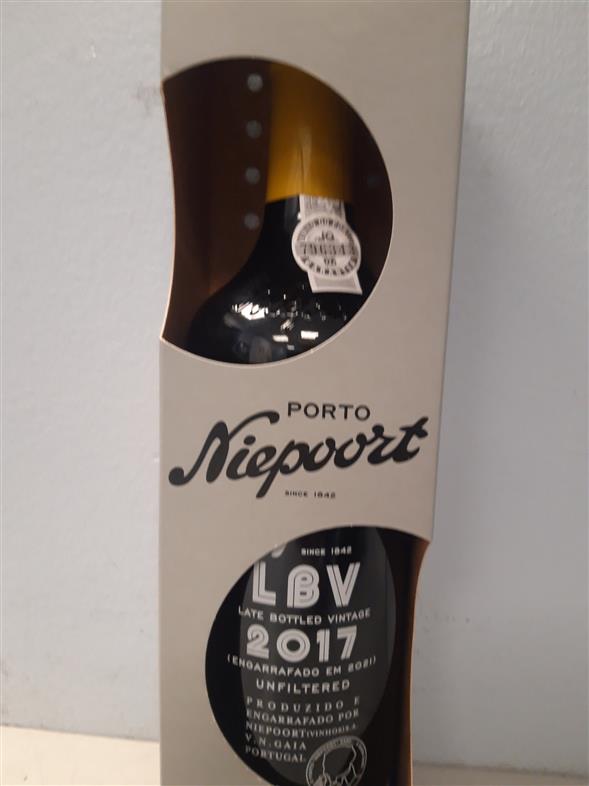 PORTO
Niepoort
SINCE 1842
SINCE 1842
LBV
LATE BOTTLED VINTAGE
2017
(ENGARRAFADO EM 2021)
UNFILTERED
PRODUZIDO E
ENGARRAFADO POR
NIEPOORT (VINHOS) S.A.
V. N. GAIA
PORTUGAL